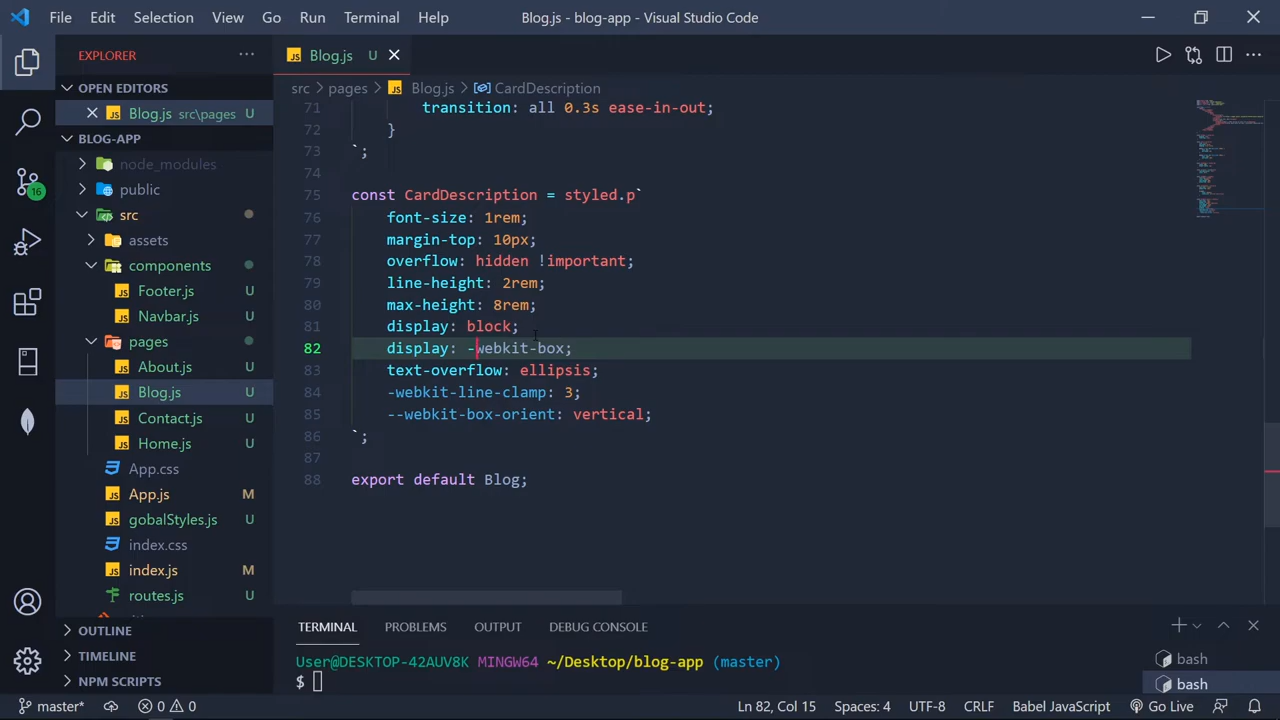 File Edit Selection View Go Run Terminal Help Blog.js - blog-app - Visual Studio Code
EXPLORER
OPEN EDITORS
Blog.js src\pages U
BLOG-APP
node_modules
public
src
assets
components
Footer.js U
Navbar.js U
pages
About.js U
Blog.js U
Contact.js U
Home.js U
App.css
App.js M
gobalStyles.js U
index.css
index.js M
routes.js U
OUTLINE
TIMELINE
NPM SCRIPTS
16
Blog.js U
src > pages > Blog.js > CardDescription
71 transition: all 0.3s ease-in-out;
72 }
73 `;
74
75 const CardDescription = styled.p`
76 font-size: 1rem;
77 margin-top: 10px;
78 overflow: hidden !important;
79 line-height: 2rem;
80 max-height: 8rem;
81 display: block;
82 display: -webkit-box;
83 text-overflow: ellipsis;
84 -webkit-line-clamp: 3;
85 --webkit-box-orient: vertical;
86 `;
87
88 export default Blog;
TERMINAL PROBLEMS OUTPUT DEBUG CONSOLE
User@DESKTOP-42AUV8K MINGW64 ~/Desktop/blog-app (master)
$
bash
bash
master* 0 0 Ln 82, Col 15 Spaces: 4 UTF-8 CRLF Babel JavaScript Go Live